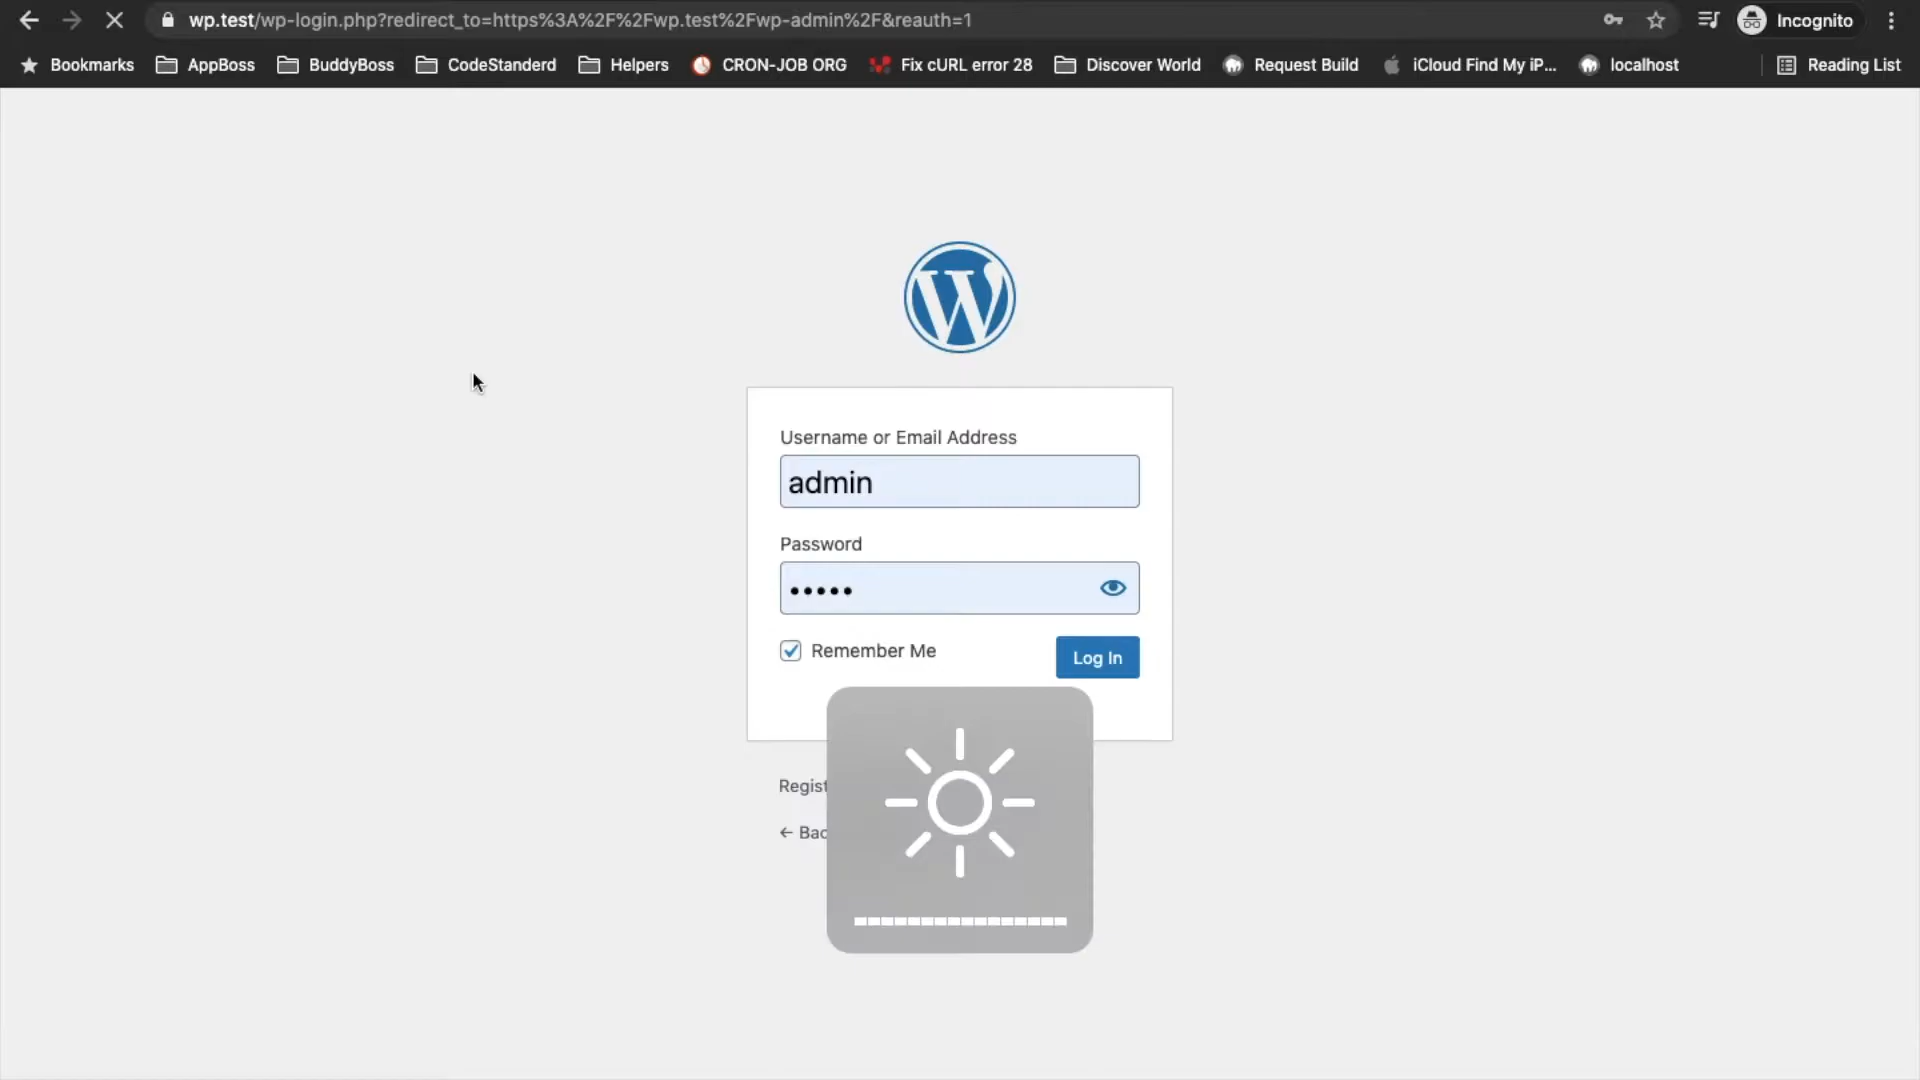 wp.test/wp-login.php?redirect_to=https%3A%2F%2Fwp.test%2Fwp-admin%2F&reauth=1
Incognito
Bookmarks AppBoss BuddyBoss CodeStanderd Helpers CRON-JOB ORG Fix cURL error 28 Discover World Request Build iCloud Find My iP... localhost Reading List
Username or Email Address
admin
Password
•••••
Remember Me
Log In
Regist
← Bac